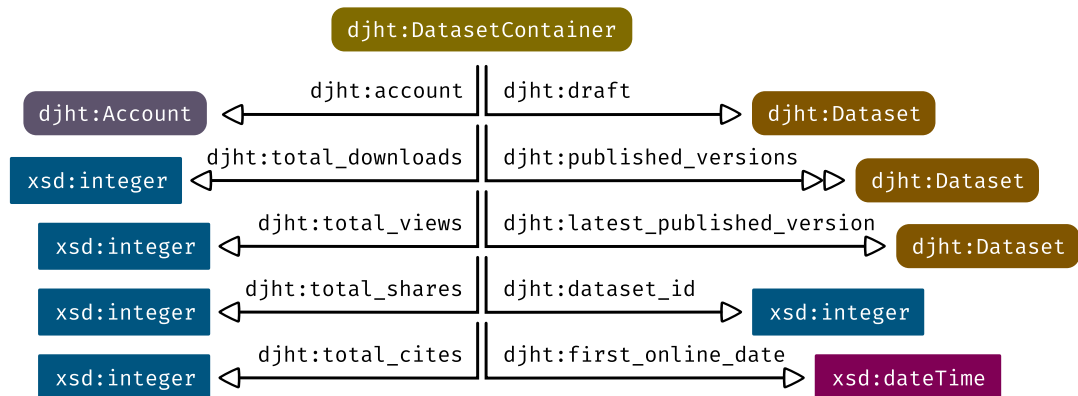 djht:DatasetContainer
djht:account djht:draft
djht:Account djht:Dataset
djht:total_downloads djht:published_versions
xsd:integer djht:Dataset
djht:total_views djht:latest_published_version
xsd:integer djht:Dataset
djht:total_shares djht:dataset_id
xsd:integer xsd:integer
djht:total_cites djht:first_online_date
xsd:integer xsd:dateTime